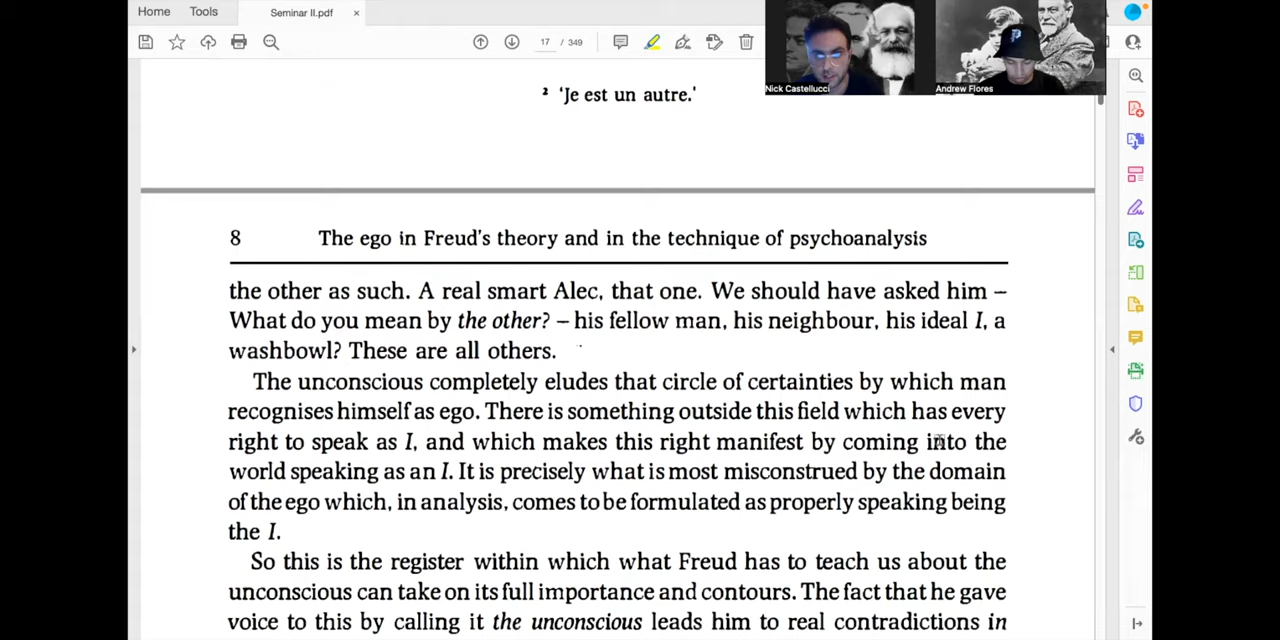 Home
Tools
Seminar II.pdf
×
17 / 349
Nick Castellucci
Andrew Flores
² 'Je est un autre.'
8 The ego in Freud's theory and in the technique of psychoanalysis
the other as such. A real smart Alec, that one. We should have asked him –
What do you mean by the other? – his fellow man, his neighbour, his ideal I, a
washbowl? These are all others.
The unconscious completely eludes that circle of certainties by which man
recognises himself as ego. There is something outside this field which has every
right to speak as I, and which makes this right manifest by coming into the
world speaking as an I. It is precisely what is most misconstrued by the domain
of the ego which, in analysis, comes to be formulated as properly speaking being
the I.
So this is the register within which what Freud has to teach us about the
unconscious can take on its full importance and contours. The fact that he gave
voice to this by calling it the unconscious leads him to real contradictions in